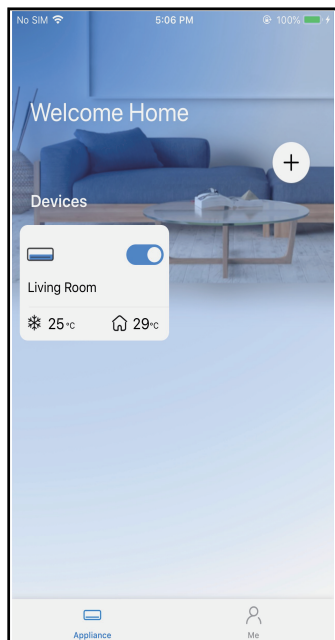 No SIM 5:06 PM 100%
Welcome Home
+
Devices
Living Room
25°C 29°C
Appliance Me